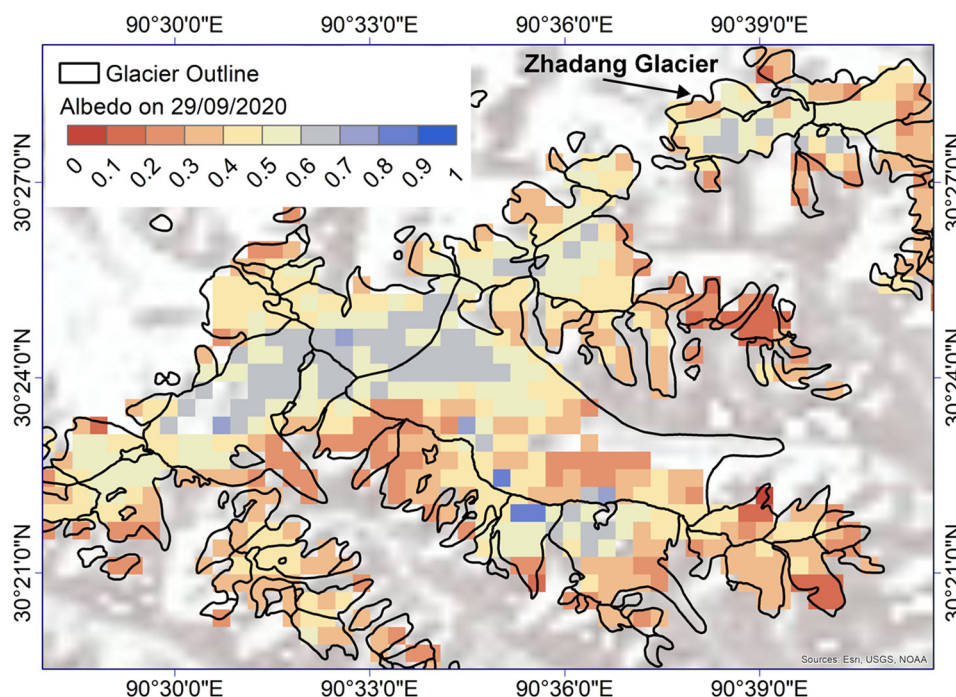 90°30'0"E 90°33'0"E 90°36'0"E 90°39'0"E
Glacier Outline
Albedo on 29/09/2020
0 0.1 0.2 0.3 0.4 0.5 0.6 0.7 0.8 0.9 1
Zhadang Glacier
30°27'0"N
30°24'0"N
30°21'0"N
30°27'0"N
30°24'0"N
30°21'0"N
Sources: Esri, USGS, NOAA
90°30'0"E 90°33'0"E 90°36'0"E 90°39'0"E